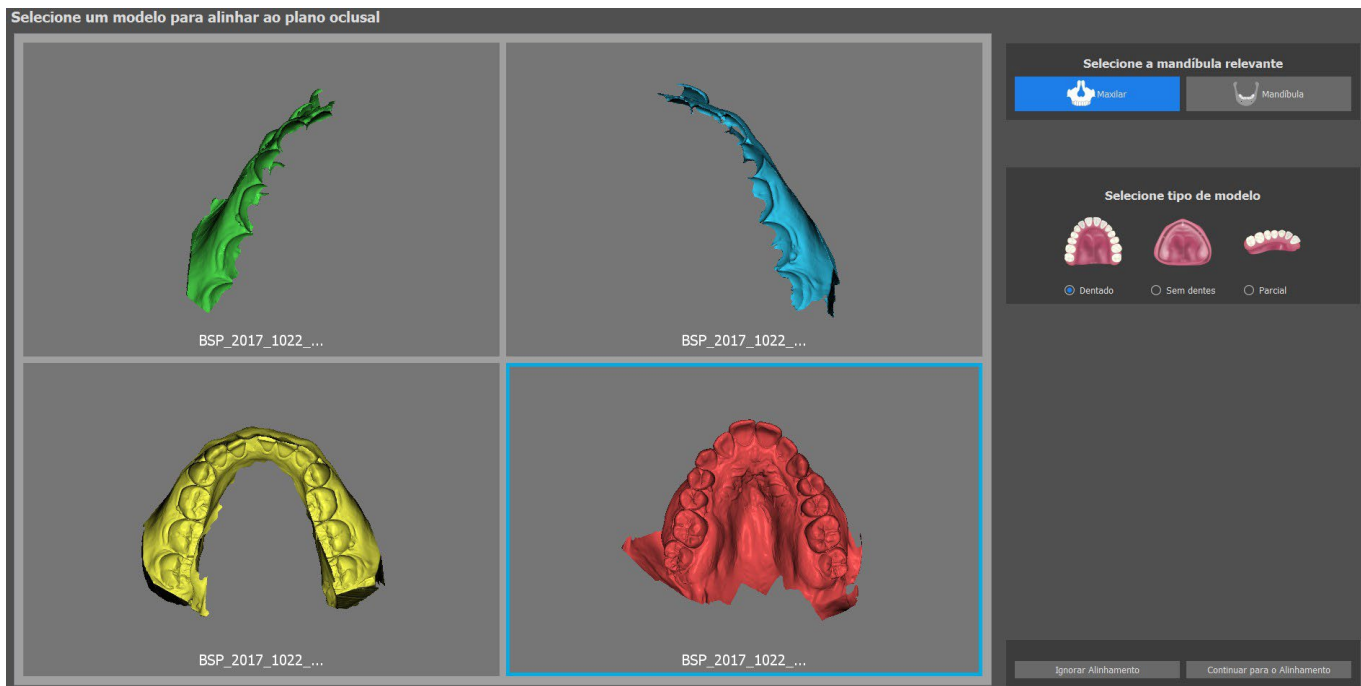 Selecione um modelo para alinhar ao plano oclusal
BSP_2017_1022_...
BSP_2017_1022_...
BSP_2017_1022_...
BSP_2017_1022_...
Selecione a mandíbula relevante
Maxilar
Mandíbula
Selecione tipo de modelo
Dentado
Sem dentes
Parcial
Ignorar Alinhamento
Continuar para o Alinhamento